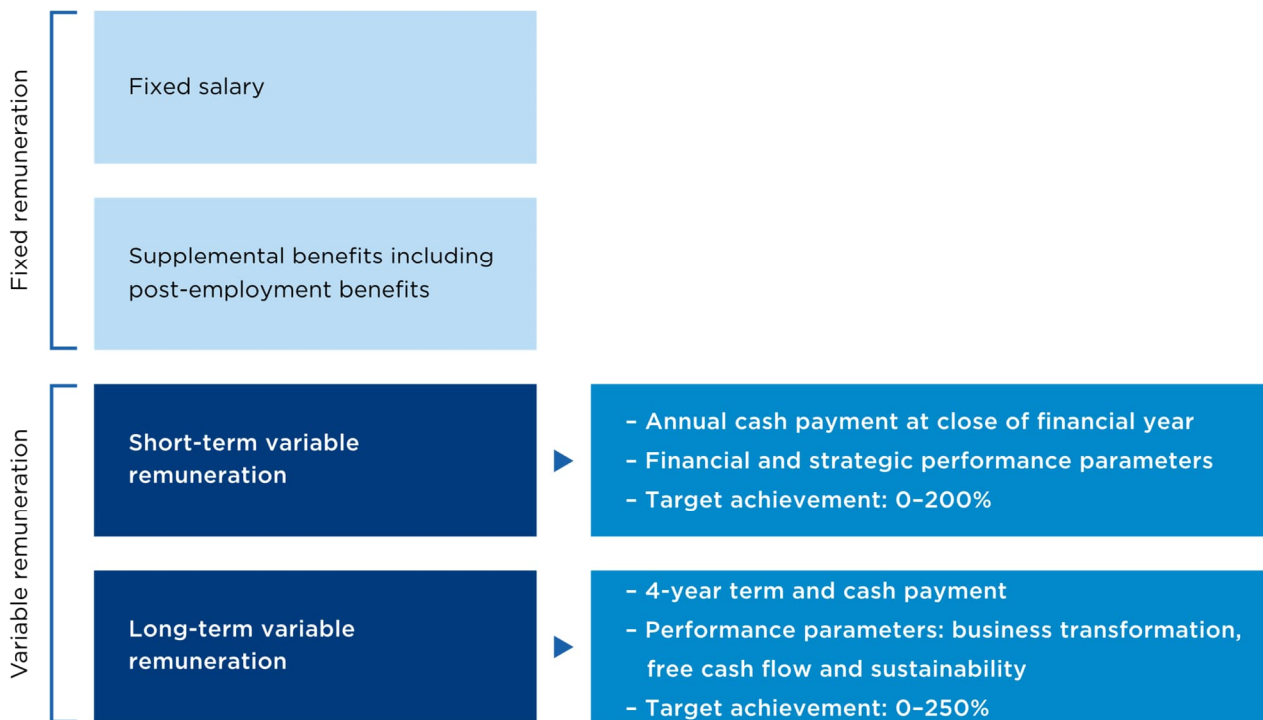 Fixed remuneration
Fixed salary
Supplemental benefits including
post-employment benefits
Variable remuneration
Short-term variable
remuneration
– Annual cash payment at close of financial year
– Financial and strategic performance parameters
– Target achievement: 0–200%
Long-term variable
remuneration
– 4-year term and cash payment
– Performance parameters: business transformation,
free cash flow and sustainability
– Target achievement: 0–250%